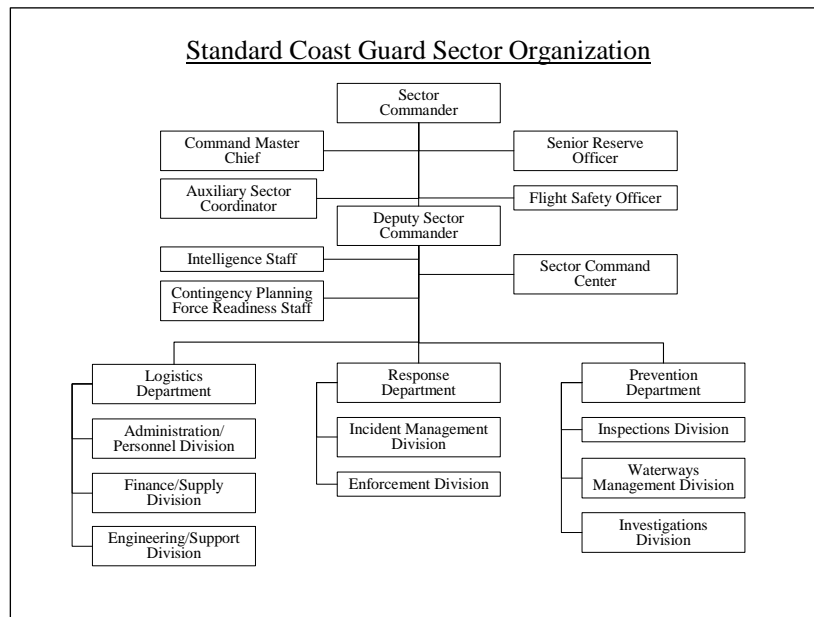 Standard Coast Guard Sector Organization
Sector
Commander
Command Master
Chief
Senior Reserve
Officer
Auxiliary Sector
Coordinator
Flight Safety Officer
Deputy Sector
Commander
Intelligence Staff
Sector Command
Center
Contingency Planning
Force Readiness Staff
Logistics
Department
Response
Department
Prevention
Department
Administration/
Personnel Division
Incident Management
Division
Inspections Division
Finance/Supply
Division
Enforcement Division
Waterways
Management Division
Engineering/Support
Division
Investigations
Division